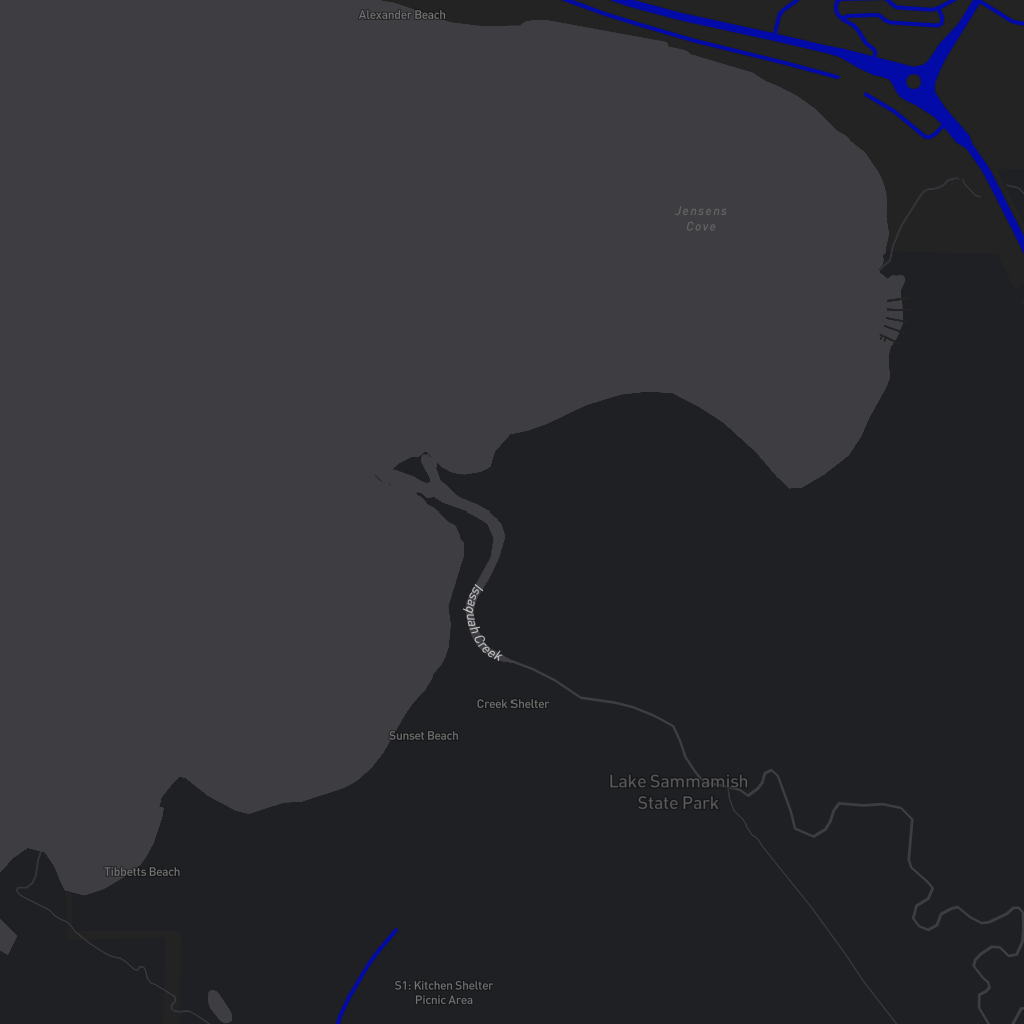 Alexander Beach
Jensens
Cove
Issaquah Creek
Creek Shelter
Sunset Beach
Lake Sammamish
State Park
Tibbetts Beach
S1: Kitchen Shelter
Picnic Area